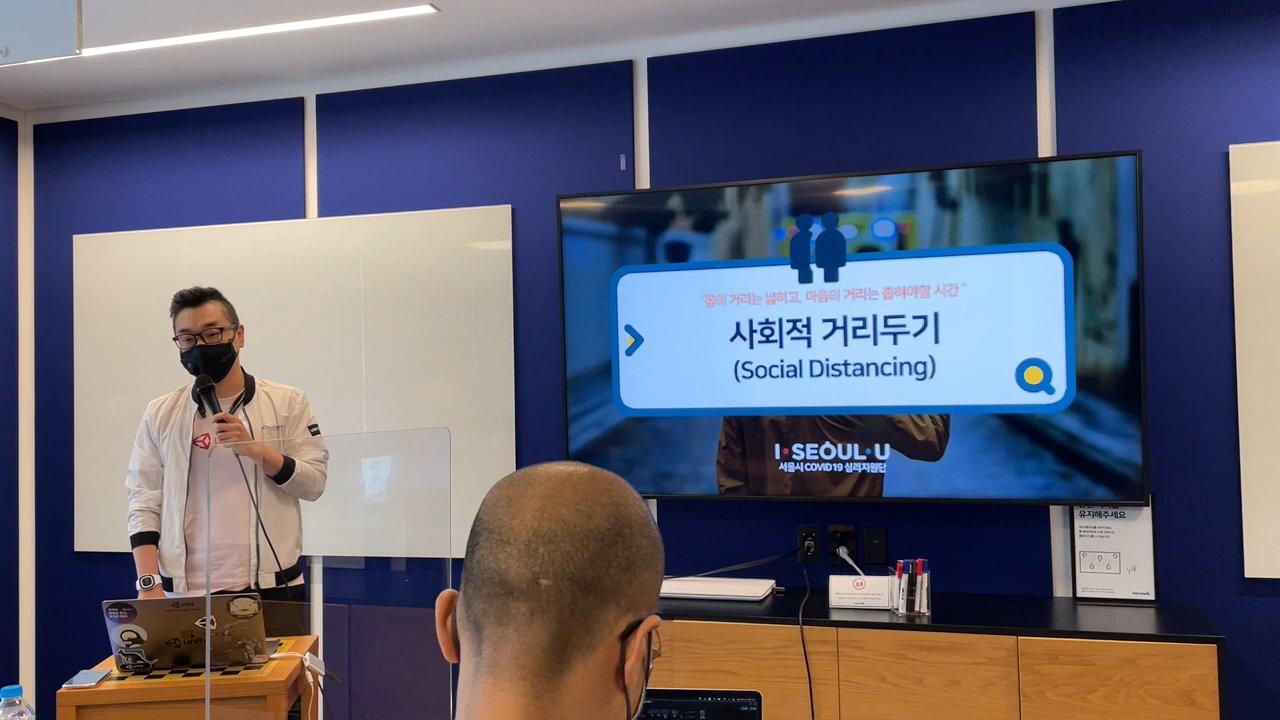 "몸의 거리는 넓히고, 마음의 거리는 좁혀야할 시간"
사회적 거리두기
(Social Distancing)
I·SEOUL·U
서울시 COVID19 심리지원단
유지해주세요
unity